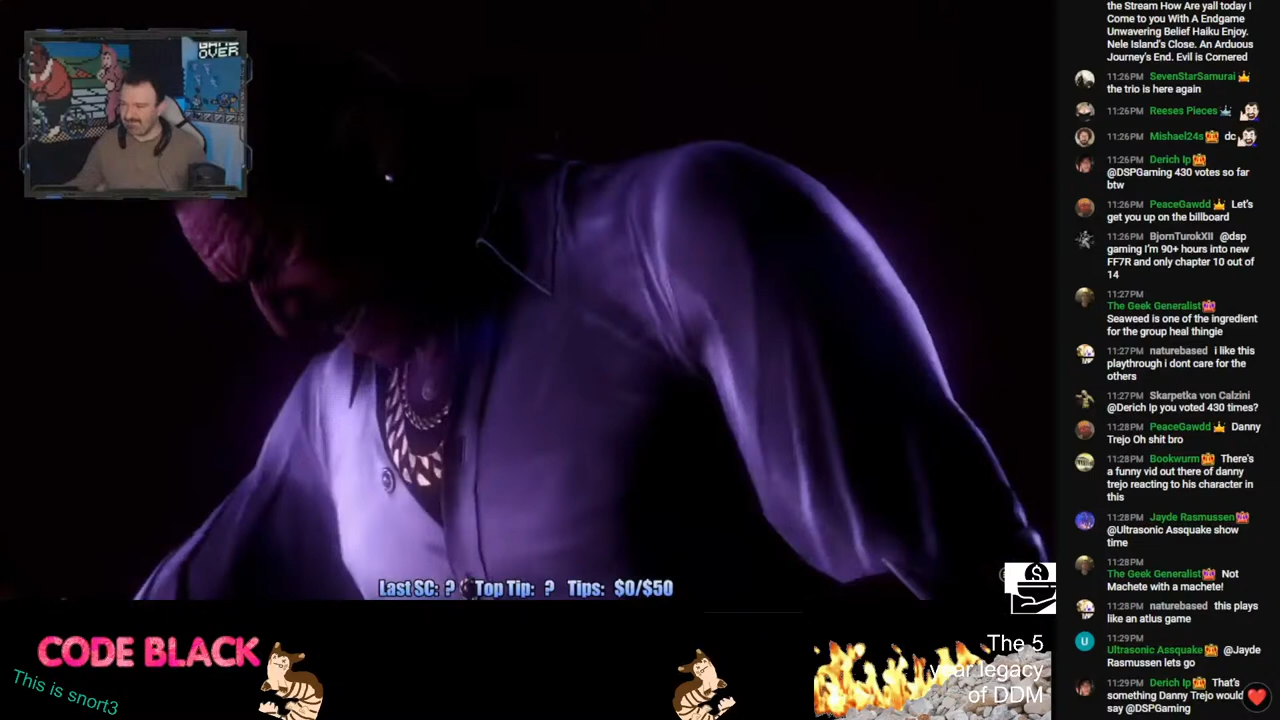 GAME
OVER
Last SC: ? Top Tip: ? Tips: $0/$50
CODE BLACK
This is snort3
The 5
year legacy
of DDM
the Stream How Are yall today I
Come to you With A Endgame
Unwavering Belief Haiku Enjoy.
Nele Island's Close. An Arduous
Journey's End. Evil is Cornered
11:26PM SevenStarSamurai
the trio is here again
11:26PM Reeses Pieces
11:26PM Mishael24s dc
11:26PM Derich Ip
@DSPGaming 430 votes so far
btw
11:26PM PeaceGawdd Let's
get you up on the billboard
11:26PM BjornTurokXII @dsp
gaming I'm 90+ hours into new
FF7R and only chapter 10 out of
14
11:27PM
The Geek Generalist
Seaweed is one of the ingredient
for the group heal thingie
11:27PM naturebased i like this
playthrough i dont care for the
others
11:27PM Skarpetka von Calzini
@Derich Ip you voted 430 times?
11:28PM PeaceGawdd Danny
Trejo Oh shit bro
11:28PM Bookwurm There's
a funny vid out there of danny
trejo reacting to his character in
this
11:28PM Jayde Rasmussen
@Ultrasonic Assquake show
time
11:28PM
The Geek Generalist Not
Machete with a machete!
11:28PM naturebased this plays
like an atlus game
U
11:29PM
Ultrasonic Assquake @Jayde
Rasmussen lets go
11:29PM Derich Ip That's
something Danny Trejo would
say @DSPGaming